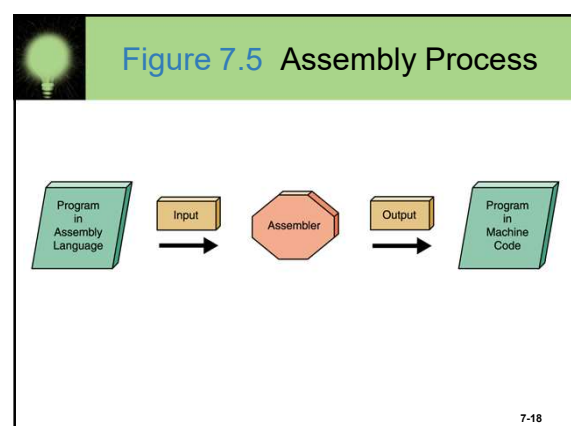 Figure 7.5 Assembly Process
Program
in
Assembly
Language
Input
Assembler
Output
Program
in
Machine
Code
7-18